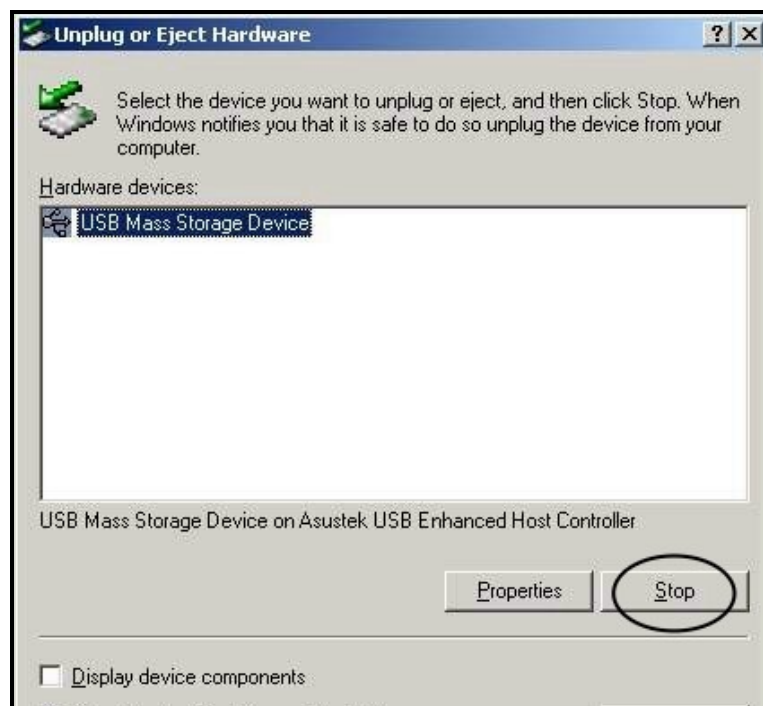 Unplug or Eject Hardware
Select the device you want to unplug or eject, and then click Stop. When
Windows notifies you that it is safe to do so unplug the device from your
computer.
Hardware devices:
USB Mass Storage Device
USB Mass Storage Device on Asustek USB Enhanced Host Controller
Properties
Stop
Display device components